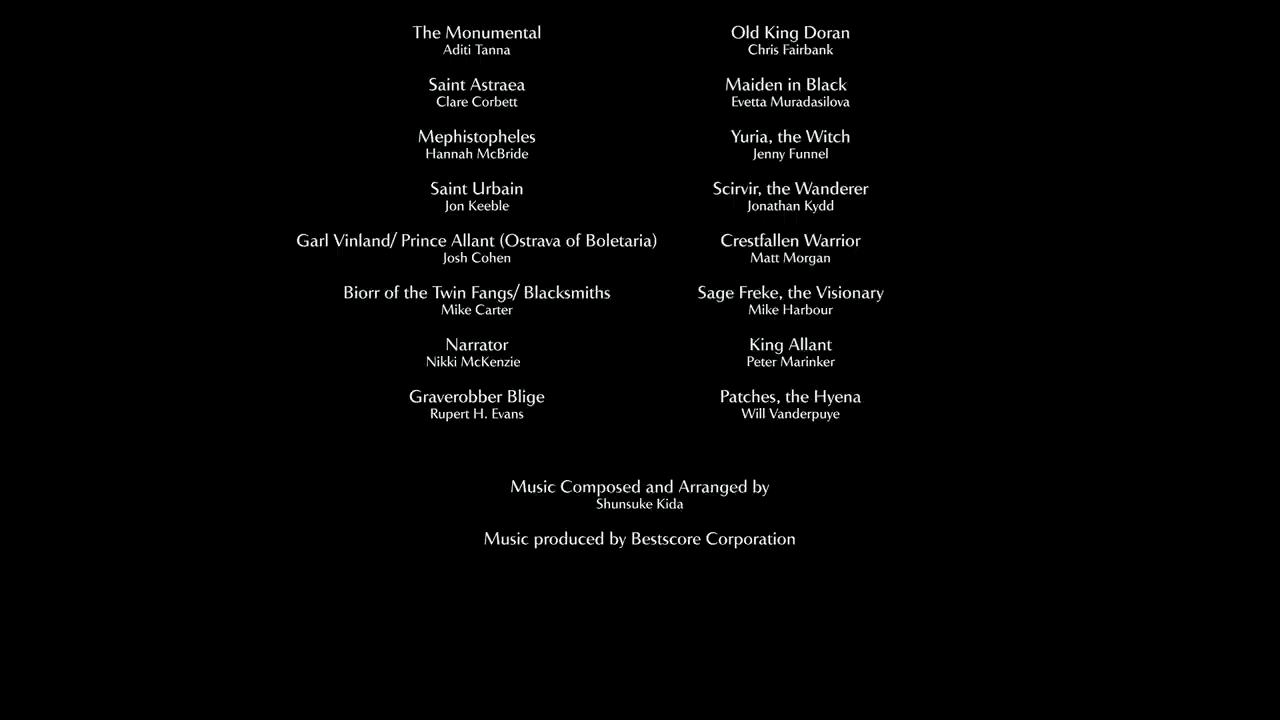 The Monumental
Aditi Tanna
Old King Doran
Chris Fairbank
Saint Astraea
Clare Corbett
Maiden in Black
Evetta Muradasilova
Mephistopheles
Hannah McBride
Yuria, the Witch
Jenny Funnel
Saint Urbain
Jon Keeble
Scirvir, the Wanderer
Jonathan Kydd
Garl Vinland/ Prince Allant (Ostrava of Boletaria)
Josh Cohen
Crestfallen Warrior
Matt Morgan
Biorr of the Twin Fangs/ Blacksmiths
Mike Carter
Sage Freke, the Visionary
Mike Harbour
Narrator
Nikki McKenzie
King Allant
Peter Marinker
Graverobber Blige
Rupert H. Evans
Patches, the Hyena
Will Vanderpuye
Music Composed and Arranged by
Shunsuke Kida
Music produced by Bestscore Corporation